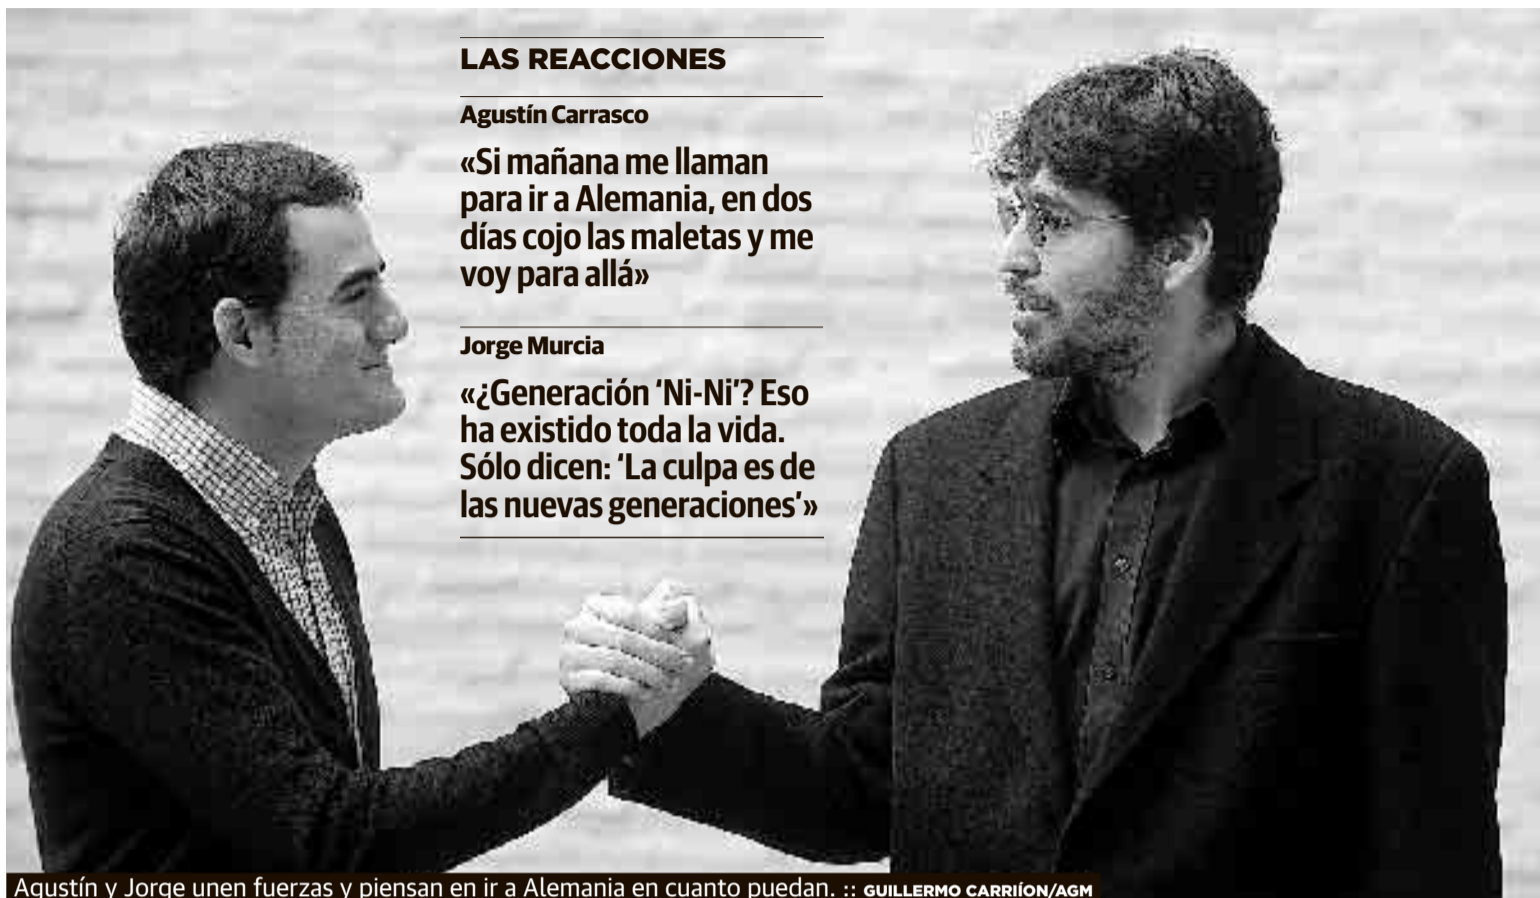 LAS REACCIONES
Agustín Carrasco
«Si mañana me llaman
para ir a Alemania, en dos
días cojo las maletas y me
voy para allá»
Jorge Murcia
«¿Generación ‘Ni-Ni’? Eso
ha existido toda la vida.
Sólo dicen: ‘La culpa es de
las nuevas generaciones’»
Agustín y Jorge unen fuerzas y piensan en ir a Alemania en cuanto puedan. :: GUILLERMO CARRIÍON/AGM